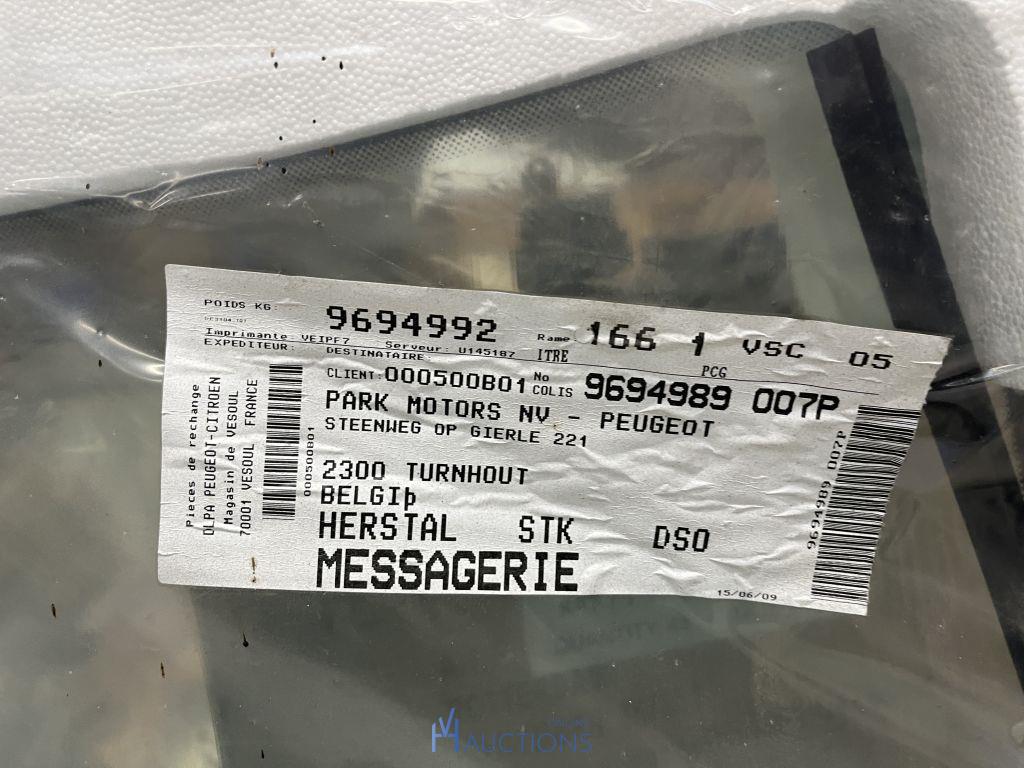 POIDS KG:
9694992
Rame 166 1 VSC 05
Imprimante VEIPF7 Serveur: U145187 ITRE
PCG
EXPEDITEUR: DESTINATAIRE
CLIENT:000500B01 No COLIS 9694989 007P
PARK MOTORS NV - PEUGEOT
STEENWEG OP GIERLE 221
2300 TURNHOUT
BELGIþ
HERSTAL STK DSO
MESSAGERIE
15/06/09
Pieces de rechange
DLPA PEUGEOT-CITROEN
Magasin de VESOUL
70001 VESOUL FRANCE
000500B01
9694989 007P
ONLINE
AUCTIONS